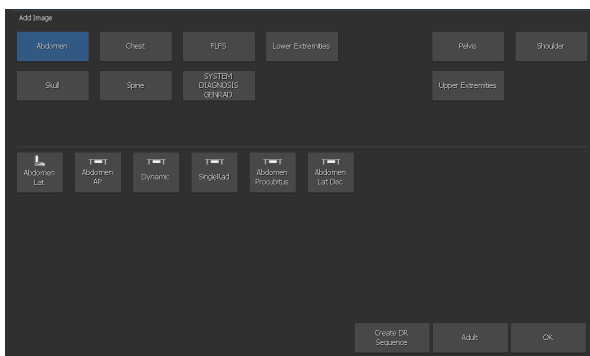 Add Image
Abdomen
Chest
FLFS
Lower Extremities
Pelvis
Shoulder
Skull
Spine
SYSTEM
DIAGNOSIS
GENRAD
Upper Extremities
Abdomen
Lat
Abdomen
AP
Dynamic
SingleRad
Abdomen
Procubitus
Abdomen
Lat Dec
Create DR
Sequence
Adult
OK